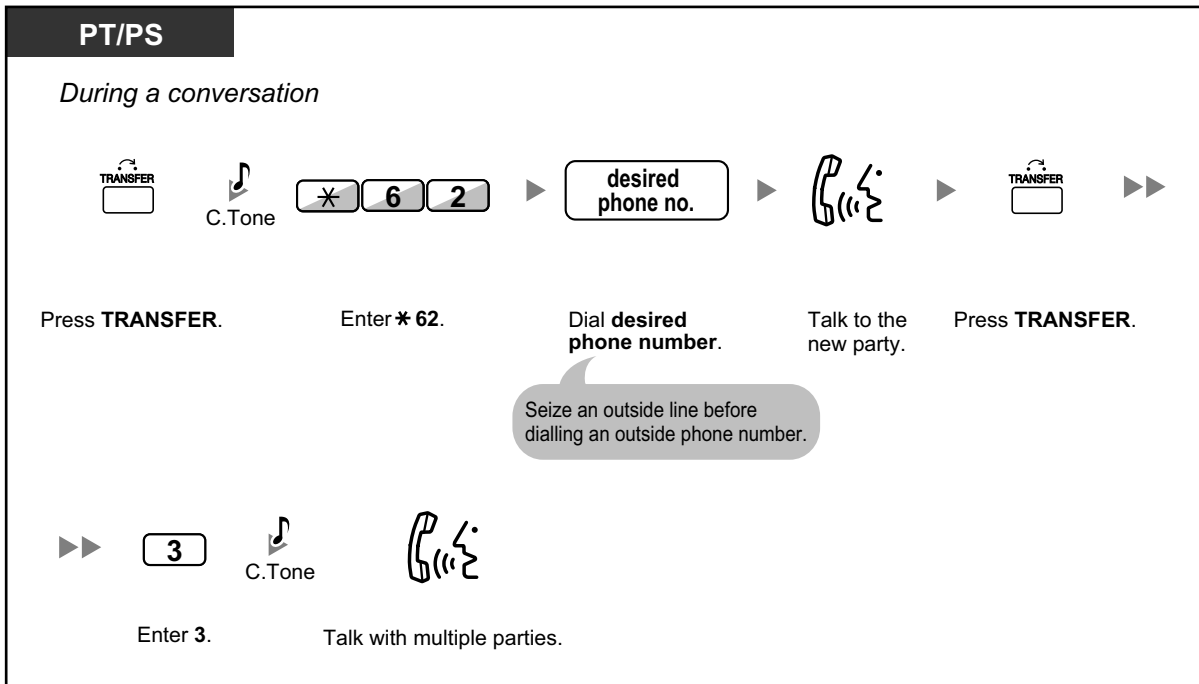 PT/PS
During a conversation
TRANSFER
C.Tone
* 6 2
desired
phone no.
TRANSFER
Press TRANSFER.
Enter * 62.
Dial desired
phone number.
Talk to the
new party.
Press TRANSFER.
Seize an outside line before
dialling an outside phone number.
3
C.Tone
Enter 3.
Talk with multiple parties.